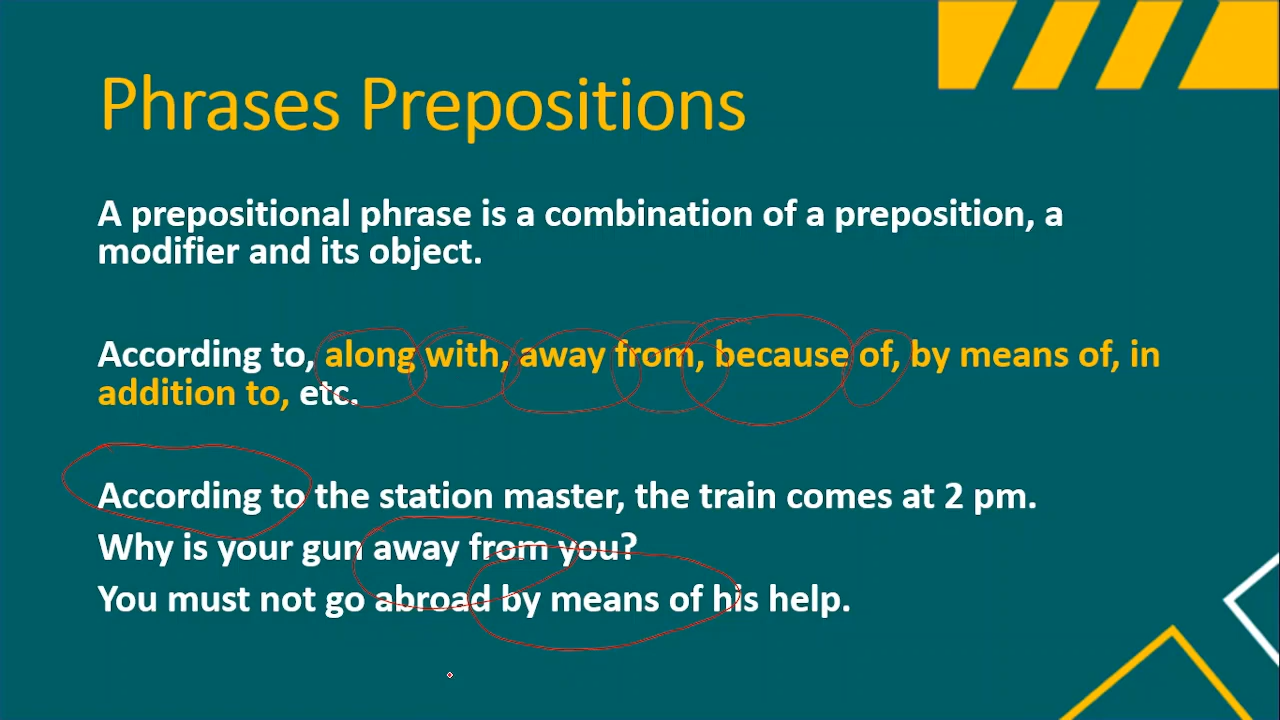 Phrases Prepositions
A prepositional phrase is a combination of a preposition, a
modifier and its object.
According to, along with, away from, because of, by means of, in
addition to, etc.
According to the station master, the train comes at 2 pm.
Why is your gun away from you?
You must not go abroad by means of his help.